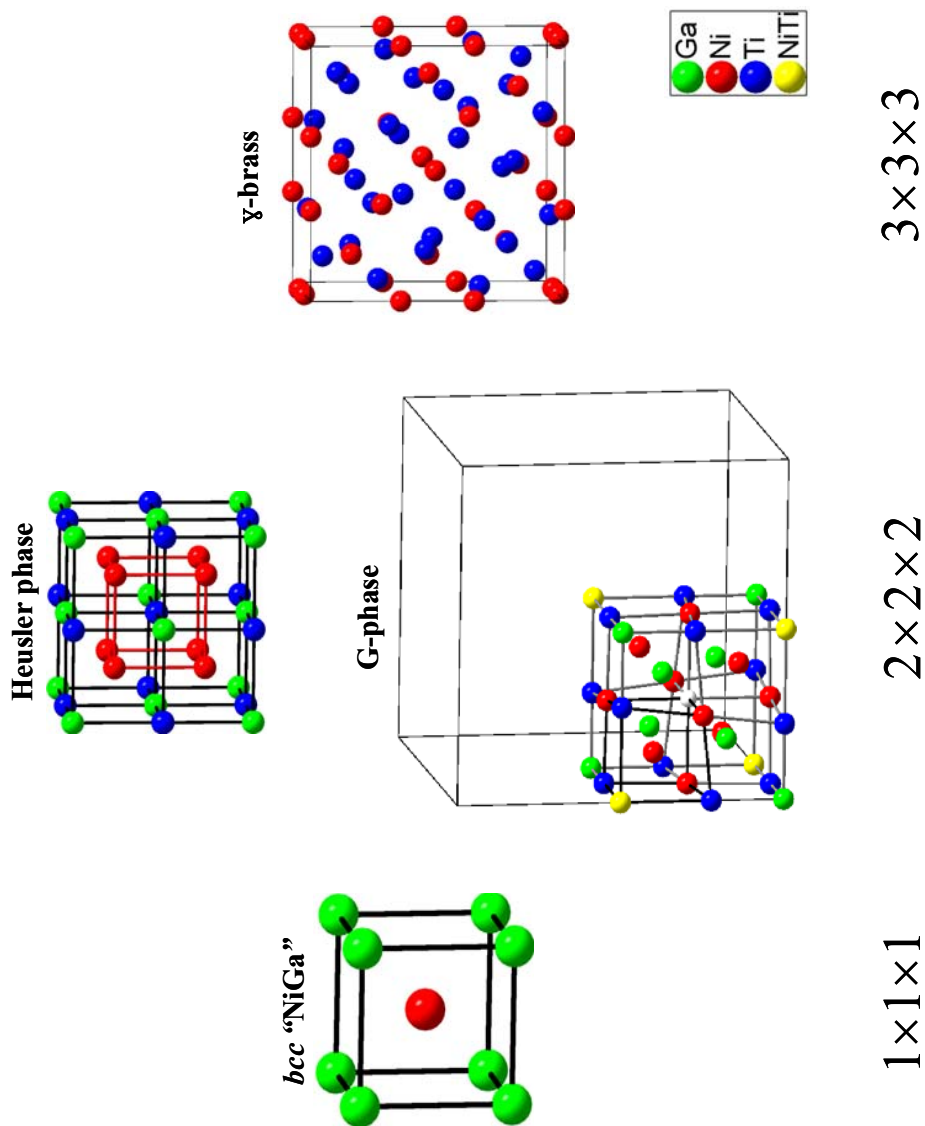 bcc “NiGa”
Heusler phase
G-phase
ɣ-brass
Ga
Ni
Ti
NiTi
1×1×1
2×2×2
3×3×3